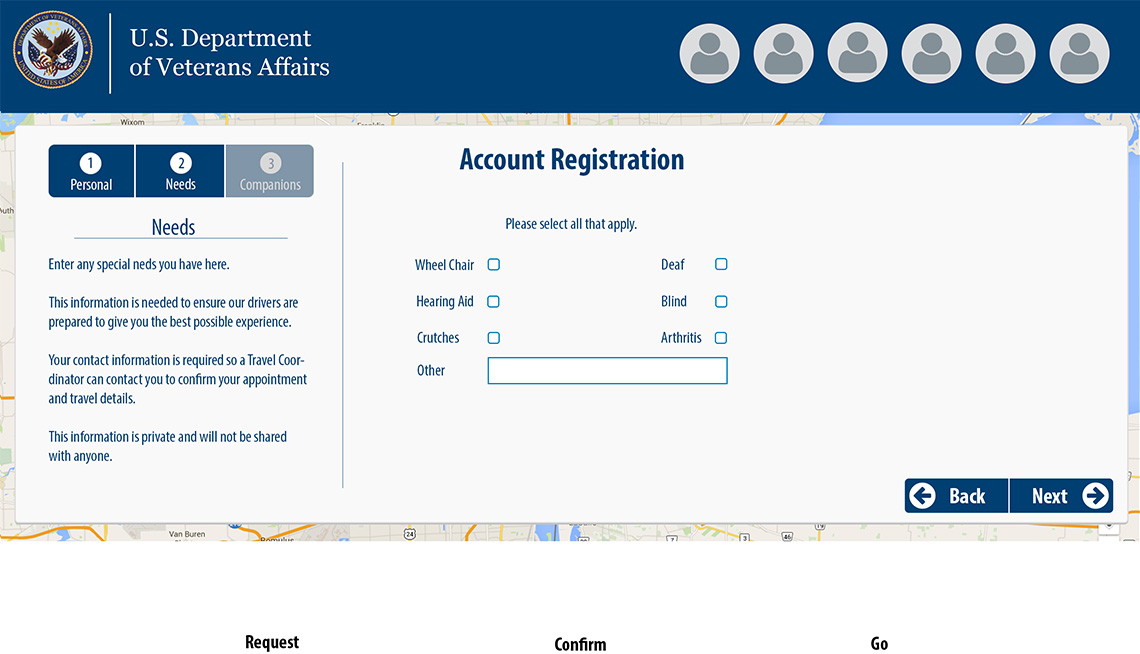 U.S. Department
of Veterans Affairs
DEPARTMENT OF VETERANS AFFAIRS
UNITED STATES OF AMERICA
Wixom
1
Personal
2
Needs
3
Companions
Account Registration
Needs
Please select all that apply.
Enter any special neds you have here.
This information is needed to ensure our drivers are
prepared to give you the best possible experience.
Your contact information is required so a Travel Coor-
dinator can contact you to confirm your appointment
and travel details.
This information is private and will not be shared
with anyone.
Wheel Chair
Deaf
Hearing Aid
Blind
Crutches
Arthritis
Other
Back
Next
Van Buren
24
Request
Confirm
Go